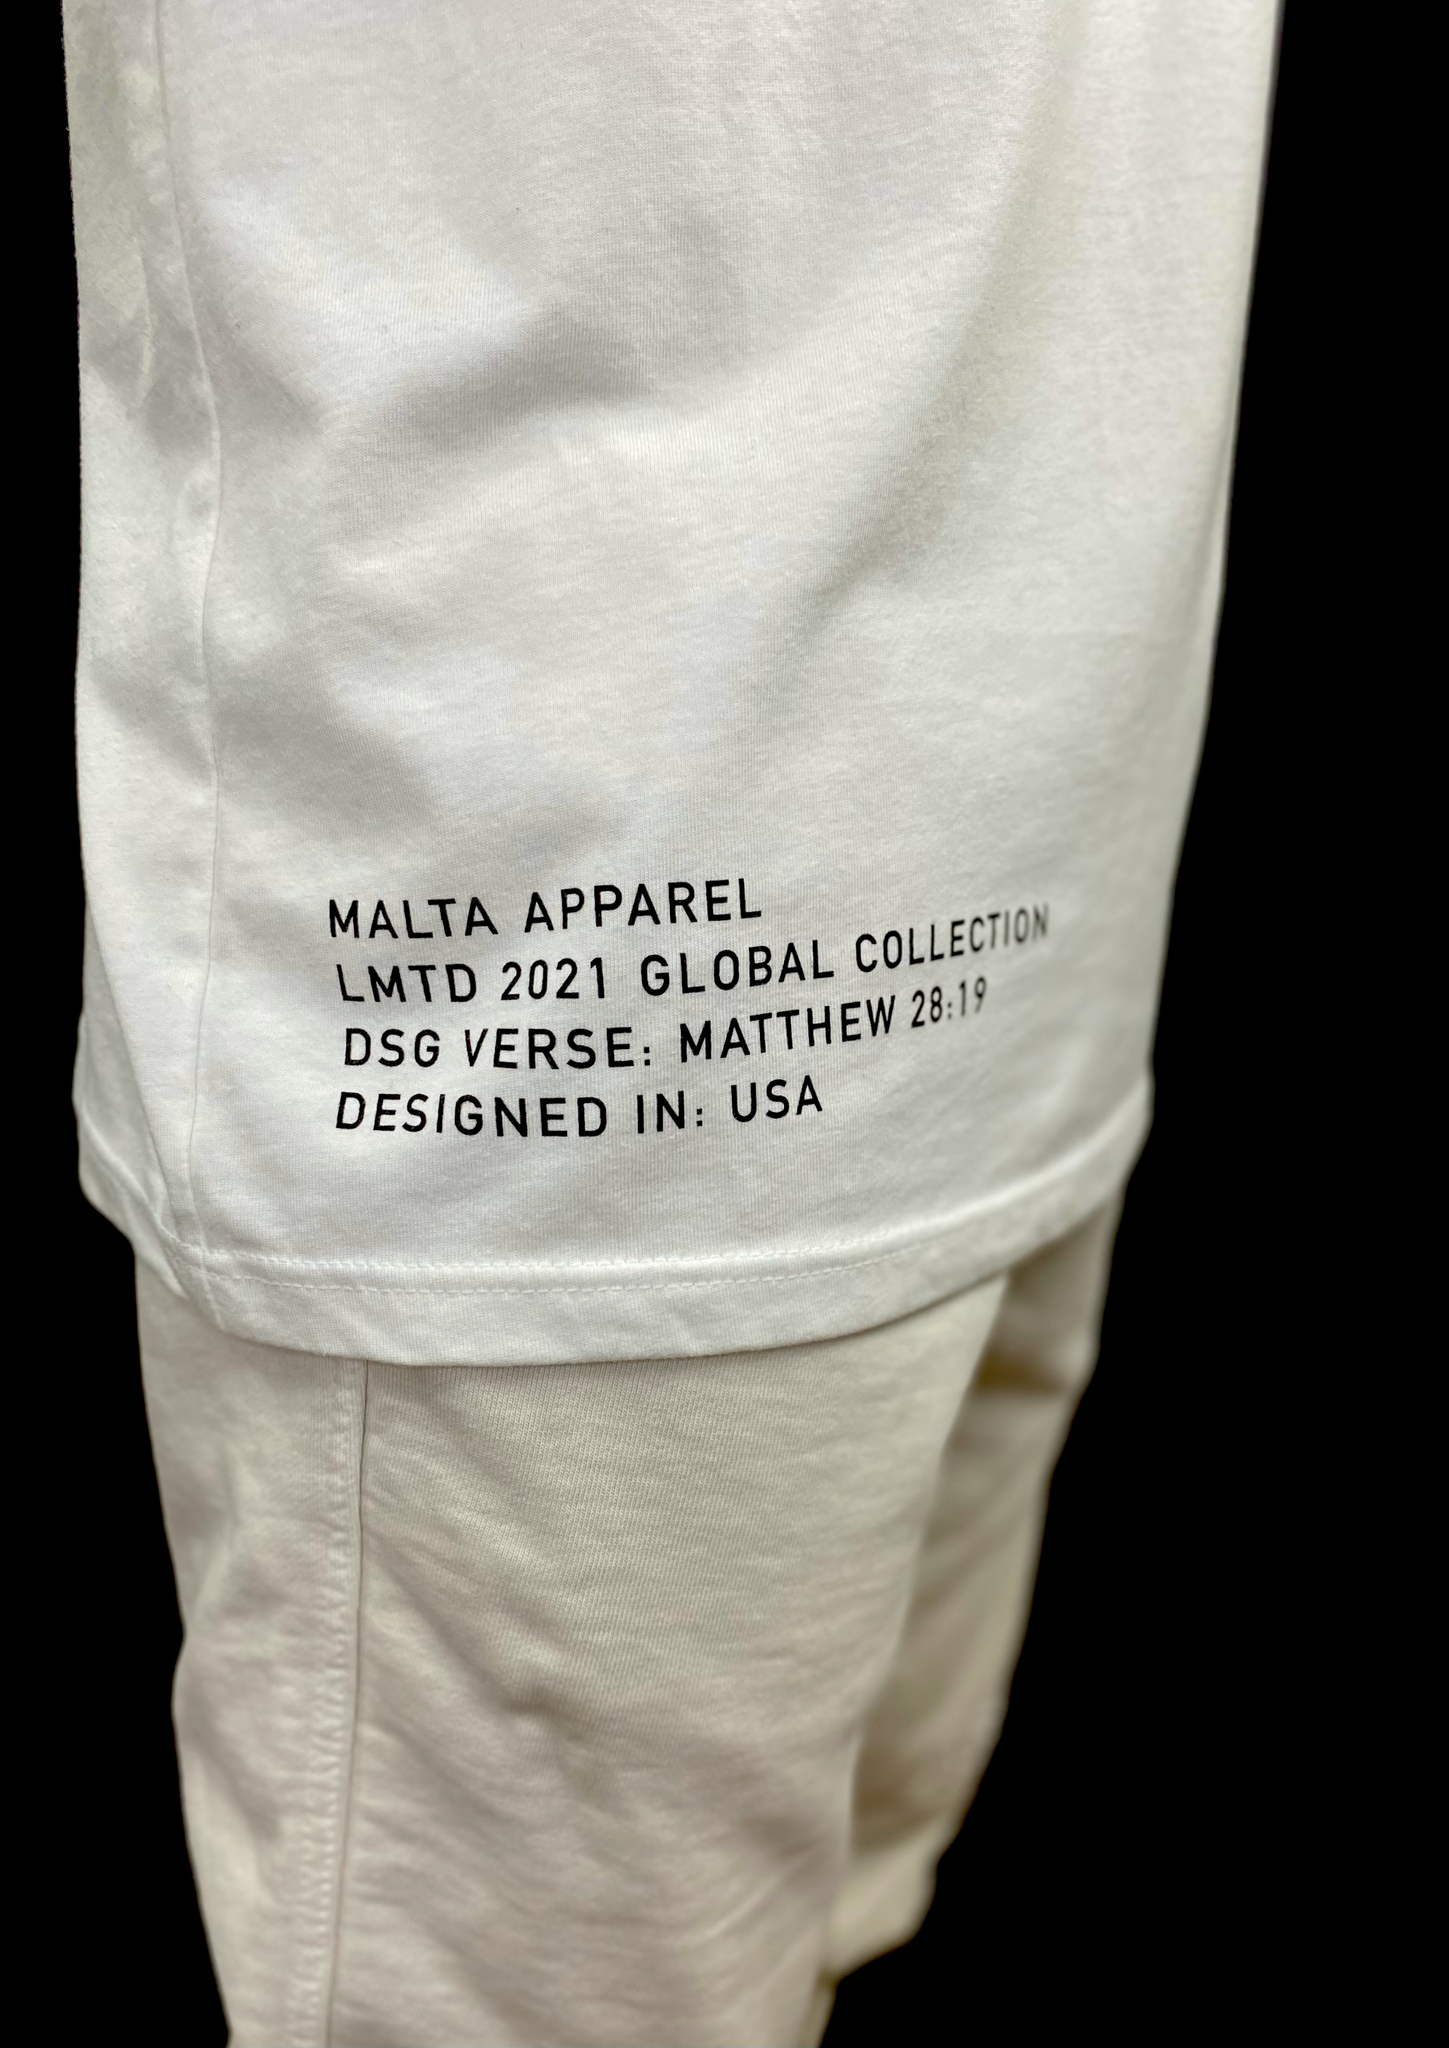 MALTA APPAREL
LMTD 2021 GLOBAL COLLECTION
DSG VERSE: MATTHEW 28:19
DESIGNED IN: USA